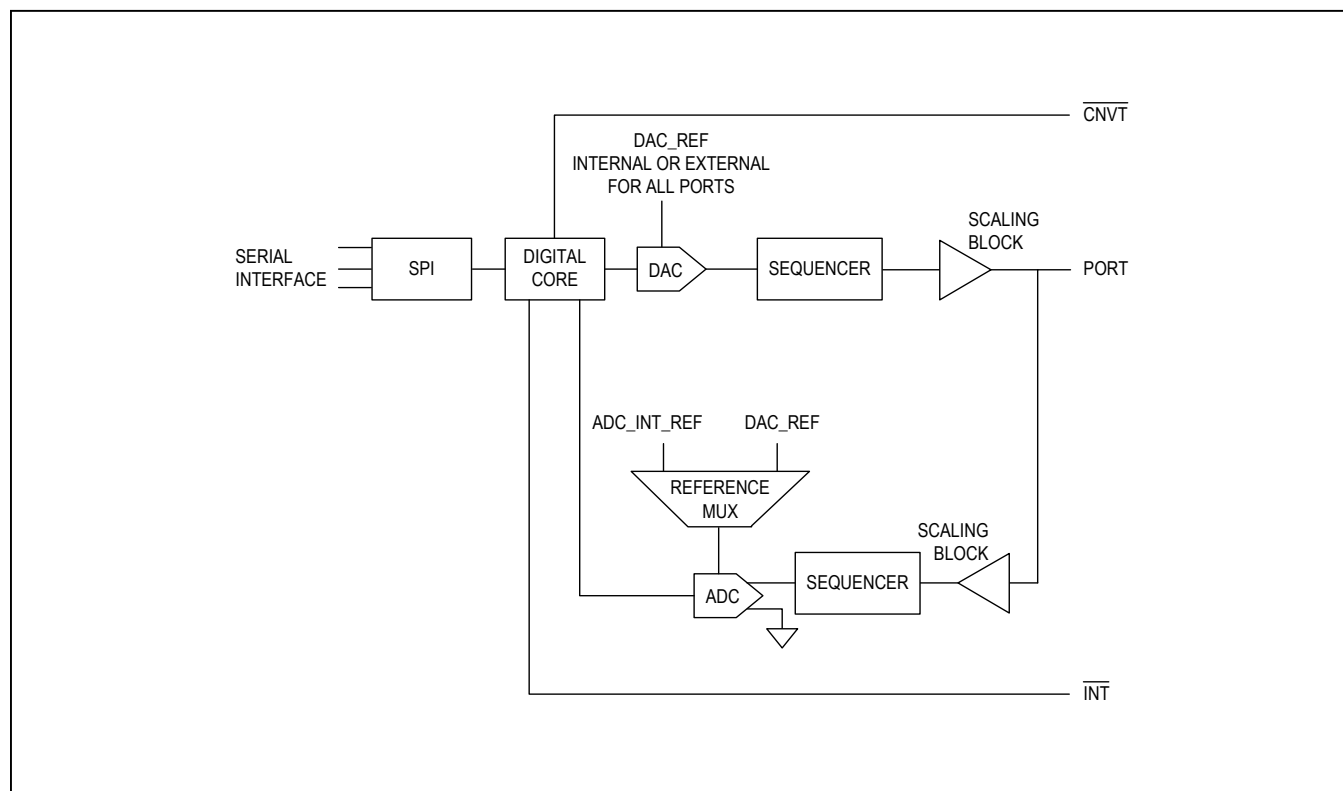 CNVT
DAC_REF
INTERNAL OR EXTERNAL
FOR ALL PORTS
SCALING
BLOCK
SERIAL
INTERFACE
SPI
DIGITAL
CORE
DAC
SEQUENCER
PORT
ADC_INT_REF
DAC_REF
REFERENCE
MUX
SCALING
BLOCK
ADC
SEQUENCER
INT